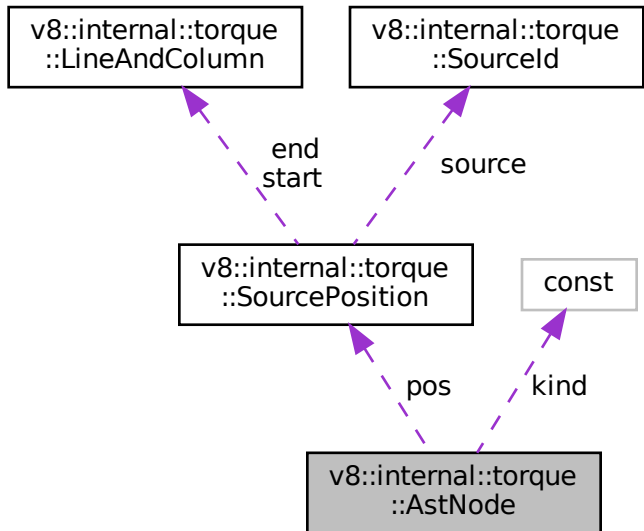 v8::internal::torque
::LineAndColumn
v8::internal::torque
::SourceId
end
start
source
v8::internal::torque
::SourcePosition
const
pos
kind
v8::internal::torque
::AstNode